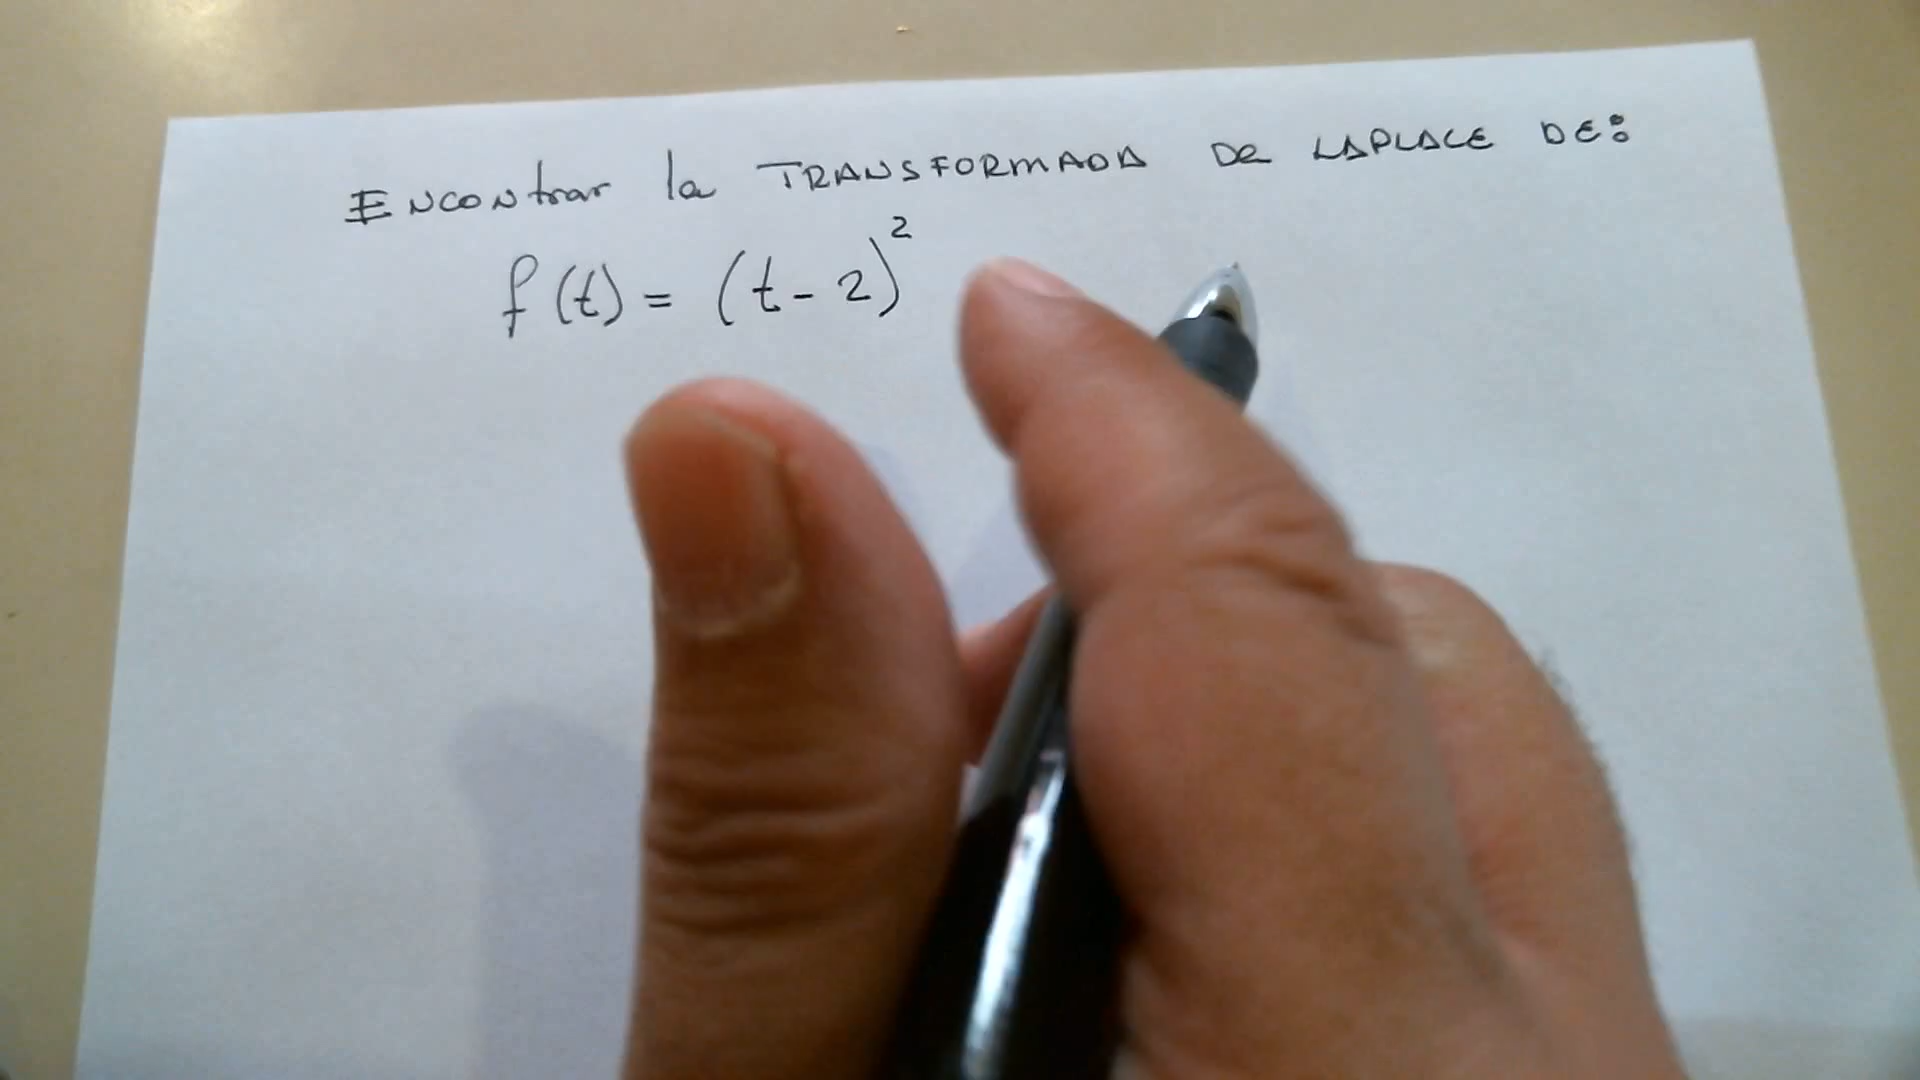 Encontrar la TRANSFORMADA De LAPLACE DE:
f(t) = (t-2)²